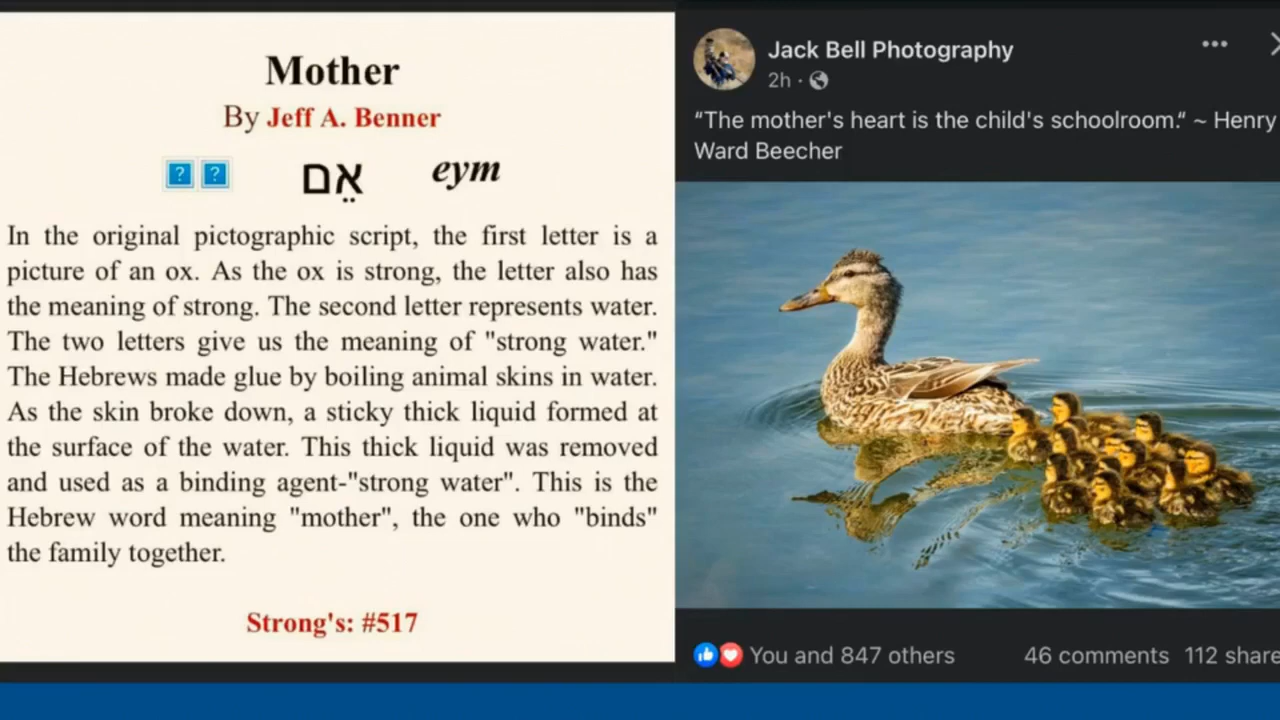 Mother
By Jeff A. Benner
אֵם eym
In the original pictographic script, the first letter is a
picture of an ox. As the ox is strong, the letter also has
the meaning of strong. The second letter represents water.
The two letters give us the meaning of "strong water."
The Hebrews made glue by boiling animal skins in water.
As the skin broke down, a sticky thick liquid formed at
the surface of the water. This thick liquid was removed
and used as a binding agent-"strong water". This is the
Hebrew word meaning "mother", the one who "binds"
the family together.
Strong's: #517
Jack Bell Photography
2h ·
“The mother's heart is the child's schoolroom.“ ~ Henry
Ward Beecher
You and 847 others
46 comments 112 share